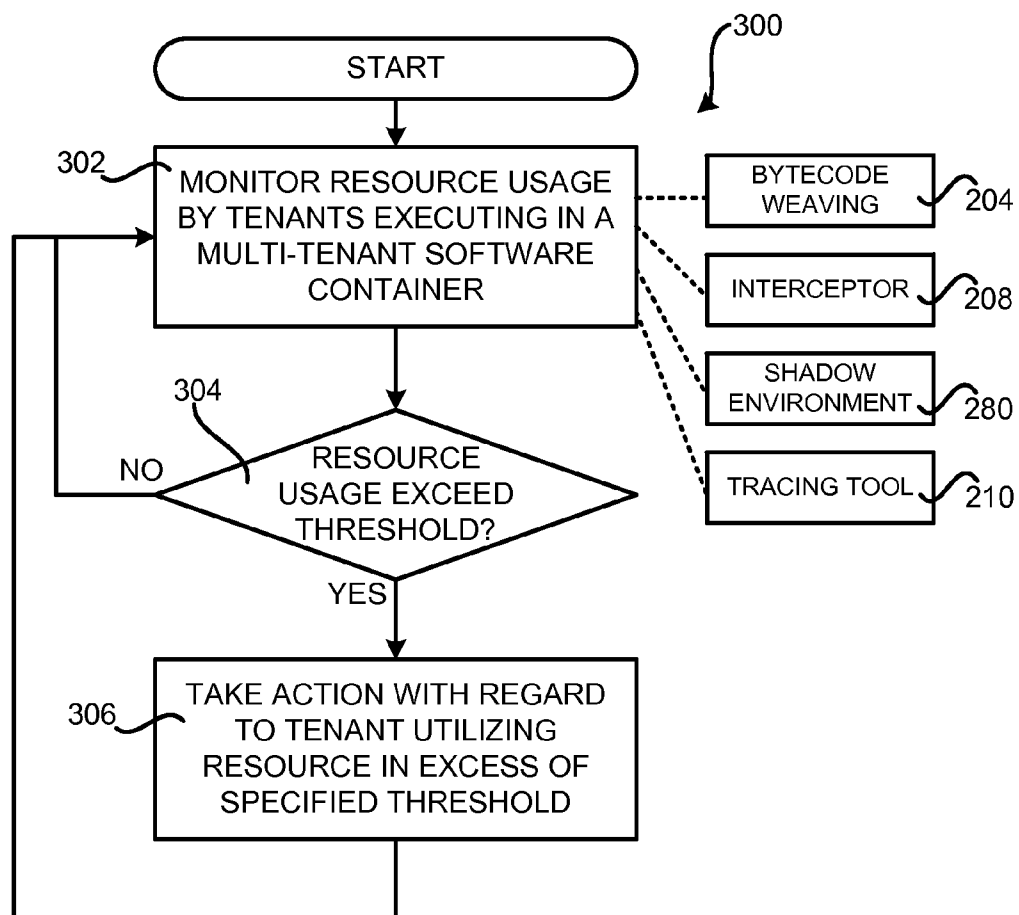 300
START
302
MONITOR RESOURCE USAGE
BY TENANTS EXECUTING IN A
MULTI-TENANT SOFTWARE
CONTAINER
BYTECODE
WEAVING
204
INTERCEPTOR
208
SHADOW
ENVIRONMENT
280
TRACING TOOL
210
304
NO
RESOURCE
USAGE EXCEED
THRESHOLD?
YES
306
TAKE ACTION WITH REGARD
TO TENANT UTILIZING
RESOURCE IN EXCESS OF
SPECIFIED THRESHOLD